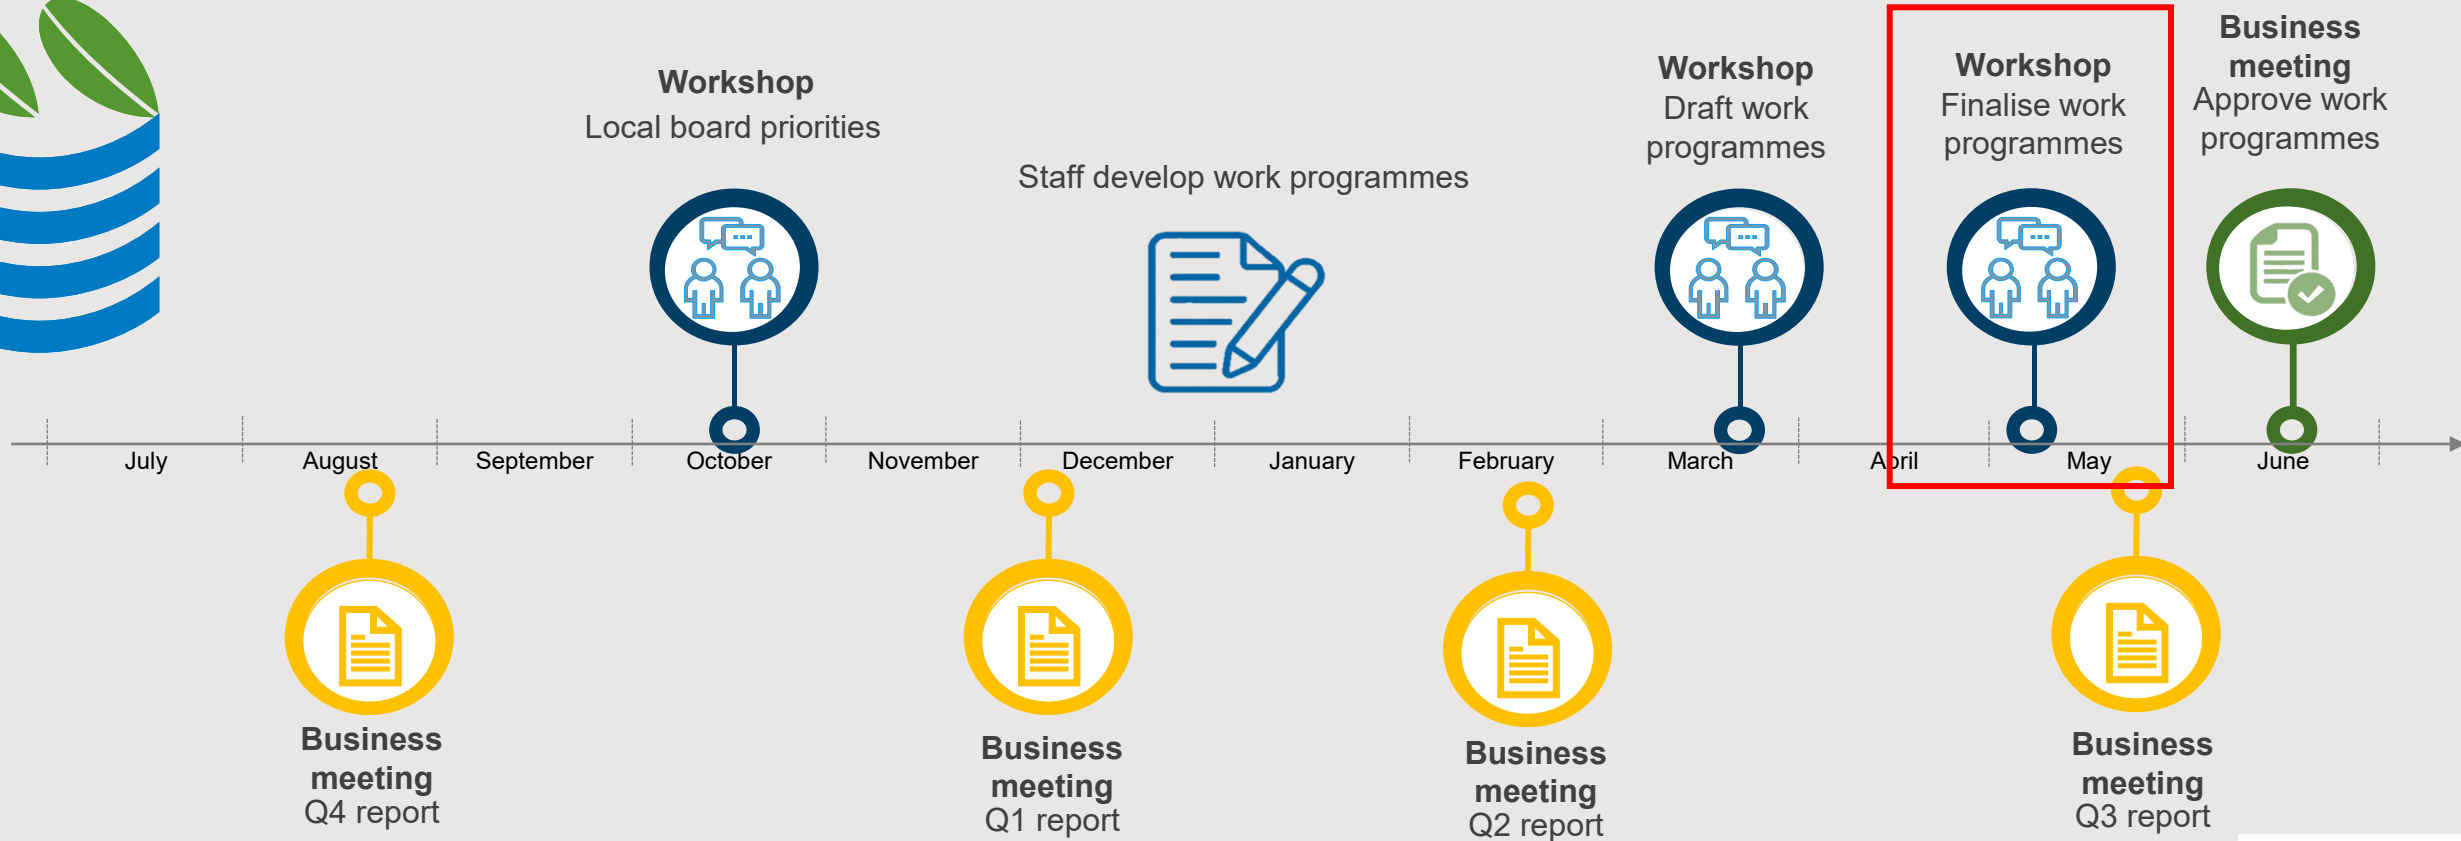 Workshop
Local board priorities
Staff develop work programmes
Workshop
Draft work
programmes
Workshop
Finalise work
programmes
Business
meeting
Approve work
programmes
July
August
September
October
November
December
January
February
March
April
May
June
Business
meeting
Q4 report
Business
meeting
Q1 report
Business
meeting
Q2 report
Business
meeting
Q3 report